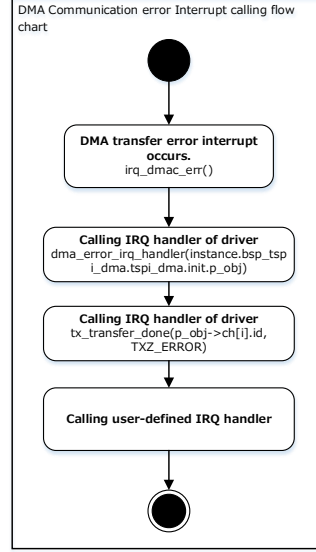 DMA Communication error Interrupt calling flow
chart
DMA transfer error interrupt
occurs.
irq_dmac_err()
Calling IRQ handler of driver
dma_error_irq_handler(instance.bsp_tsp
i_dma.tspi_dma.init.p_obj)
Calling IRQ handler of driver
tx_transfer_done(p_obj->ch[i].id,
TXZ_ERROR)
Calling user-defined IRQ handler